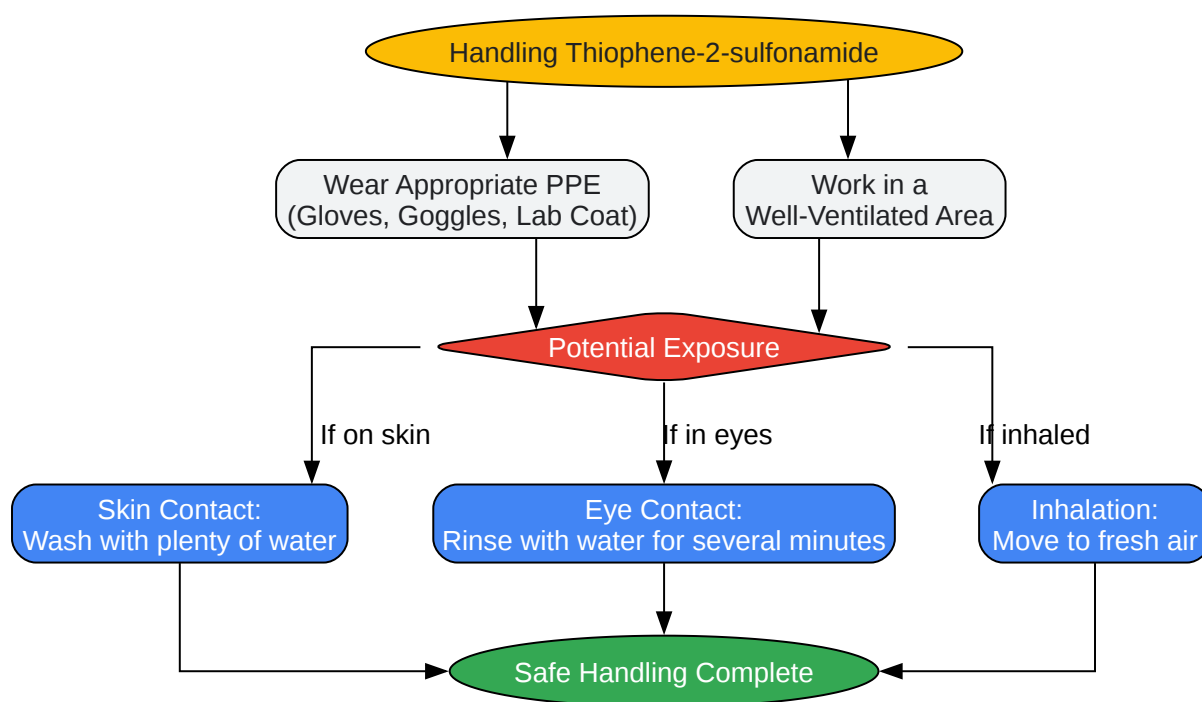 Handling Thiophene-2-sulfonamide
Wear Appropriate PPE
(Gloves, Goggles, Lab Coat)
Work in a
Well-Ventilated Area
Potential Exposure
If on skin
If in eyes
If inhaled
Skin Contact:
Wash with plenty of water
Eye Contact:
Rinse with water for several minutes
Inhalation:
Move to fresh air
Safe Handling Complete